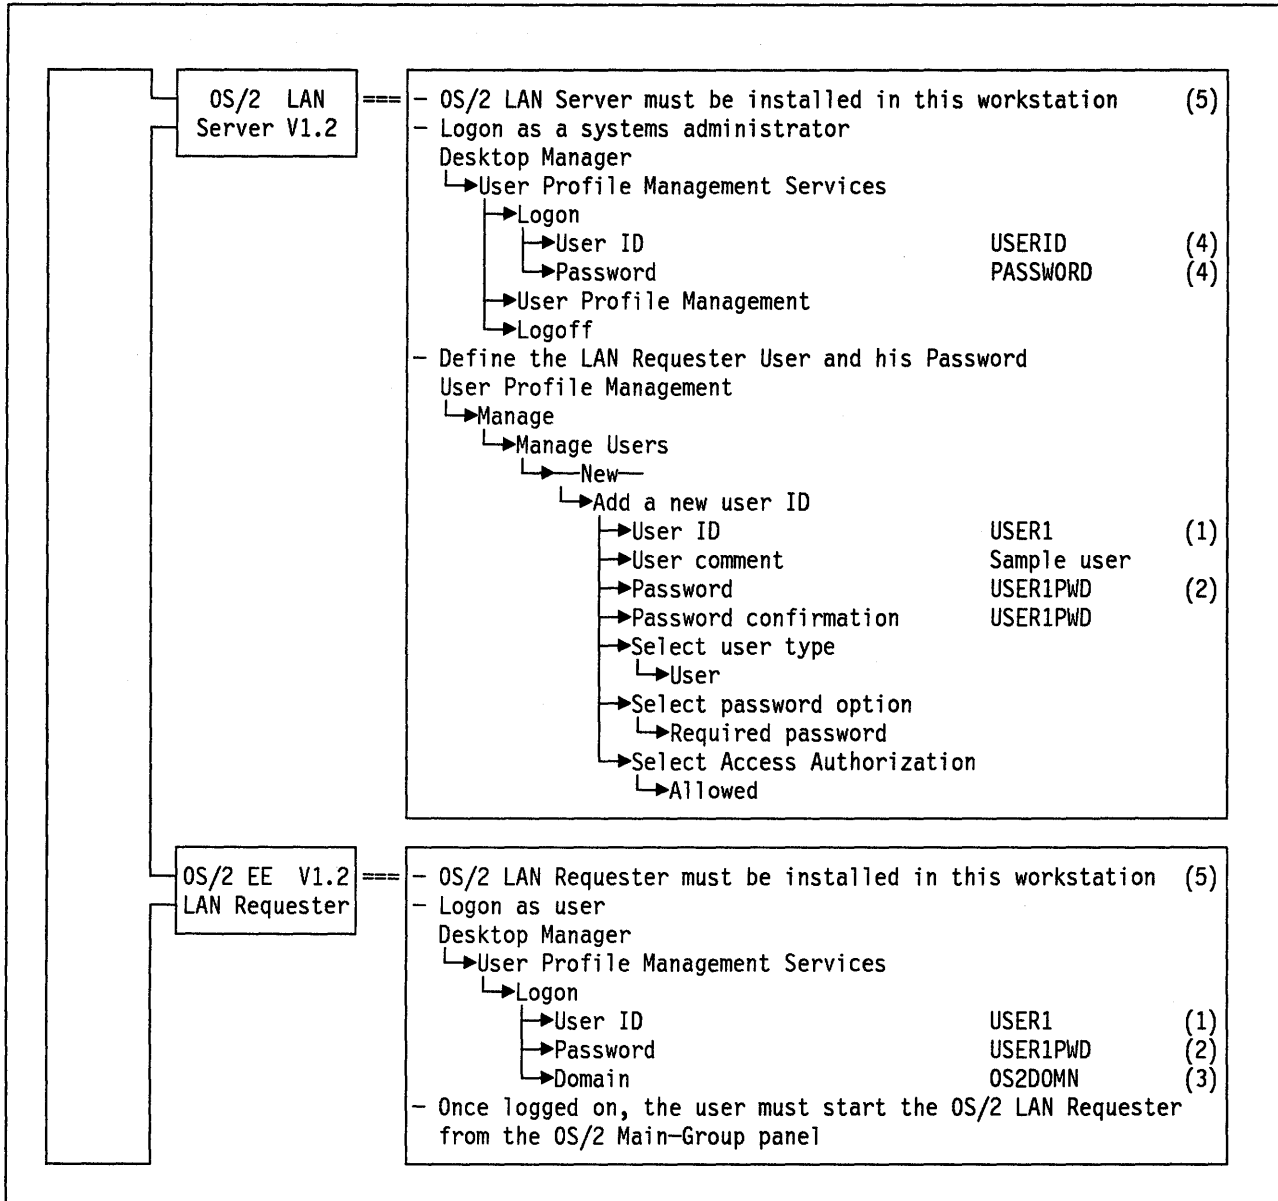 OS/2 LAN
Server V1.2
===
- OS/2 LAN Server must be installed in this workstation (5)
- Logon as a systems administrator
Desktop Manager
User Profile Management Services
Logon
User ID USERID (4)
Password PASSWORD (4)
User Profile Management
Logoff
- Define the LAN Requester User and his Password
User Profile Management
Manage
Manage Users
New
Add a new user ID
User ID USER1 (1)
User comment Sample user
Password USER1PWD (2)
Password confirmation USER1PWD
Select user type
User
Select password option
Required password
Select Access Authorization
Allowed
OS/2 EE V1.2
LAN Requester
===
- OS/2 LAN Requester must be installed in this workstation (5)
- Logon as user
Desktop Manager
User Profile Management Services
Logon
User ID USER1 (1)
Password USER1PWD (2)
Domain OS2DOMN (3)
- Once logged on, the user must start the OS/2 LAN Requester
from the OS/2 Main-Group panel